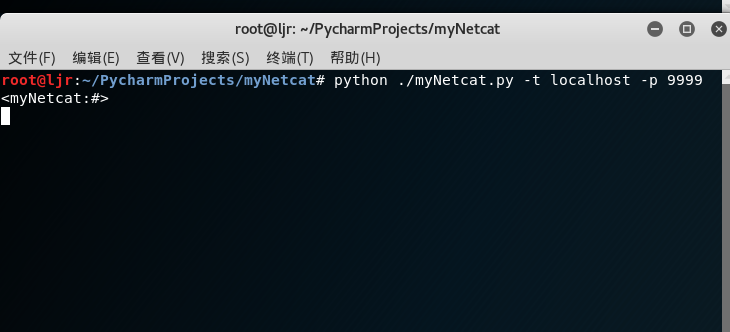 root@ljr: ~/PycharmProjects/myNetcat
文件(F) 编辑(E) 查看(V) 搜索(S) 终端(T) 帮助(H)
root@ljr:~/PycharmProjects/myNetcat# python ./myNetcat.py -t localhost -p 9999
<myNetcat:#>